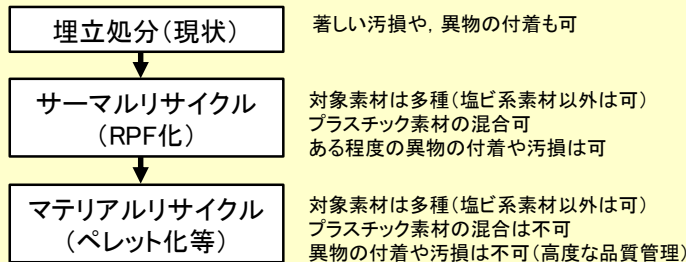 埋立処分(現状)
著しい汚損や, 異物の付着も可
サーマルリサイクル
(RPF化)
対象素材は多種(塩ビ系素材以外は可)
プラスチック素材の混合可
ある程度の異物の付着や汚損は可
マテリアルリサイクル
(ペレット化等)
対象素材は多種(塩ビ系素材以外は可)
プラスチック素材の混合は不可
異物の付着や汚損は不可(高度な品質管理)